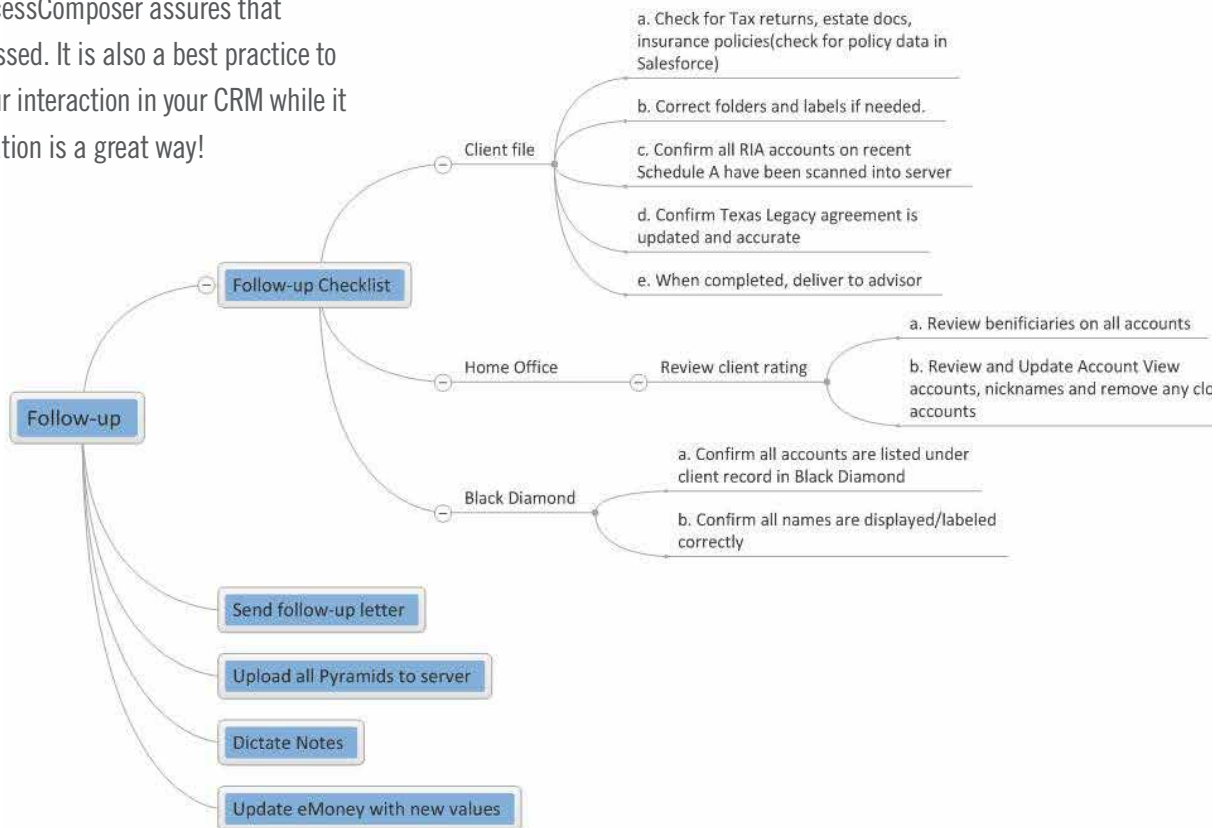 cessComposer assures that
ssed. It is also a best practice to
ur interaction in your CRM while it
tion is a great way!
Follow-up
Follow-up Checklist
Client file
a. Check for Tax returns, estate docs,
insurance policies(check for policy data in
Salesforce)
b. Correct folders and labels if needed.
c. Confirm all RIA accounts on recent
Schedule A have been scanned into server
d. Confirm Texas Legacy agreement is
updated and accurate
e. When completed, deliver to advisor
Home Office
Review client rating
a. Review benificiaries on all accounts
b. Review and Update Account View
accounts, nicknames and remove any clo
accounts
Black Diamond
a. Confirm all accounts are listed under
client record in Black Diamond
b. Confirm all names are displayed/labeled
correctly
Send follow-up letter
Upload all Pyramids to server
Dictate Notes
Update eMoney with new values